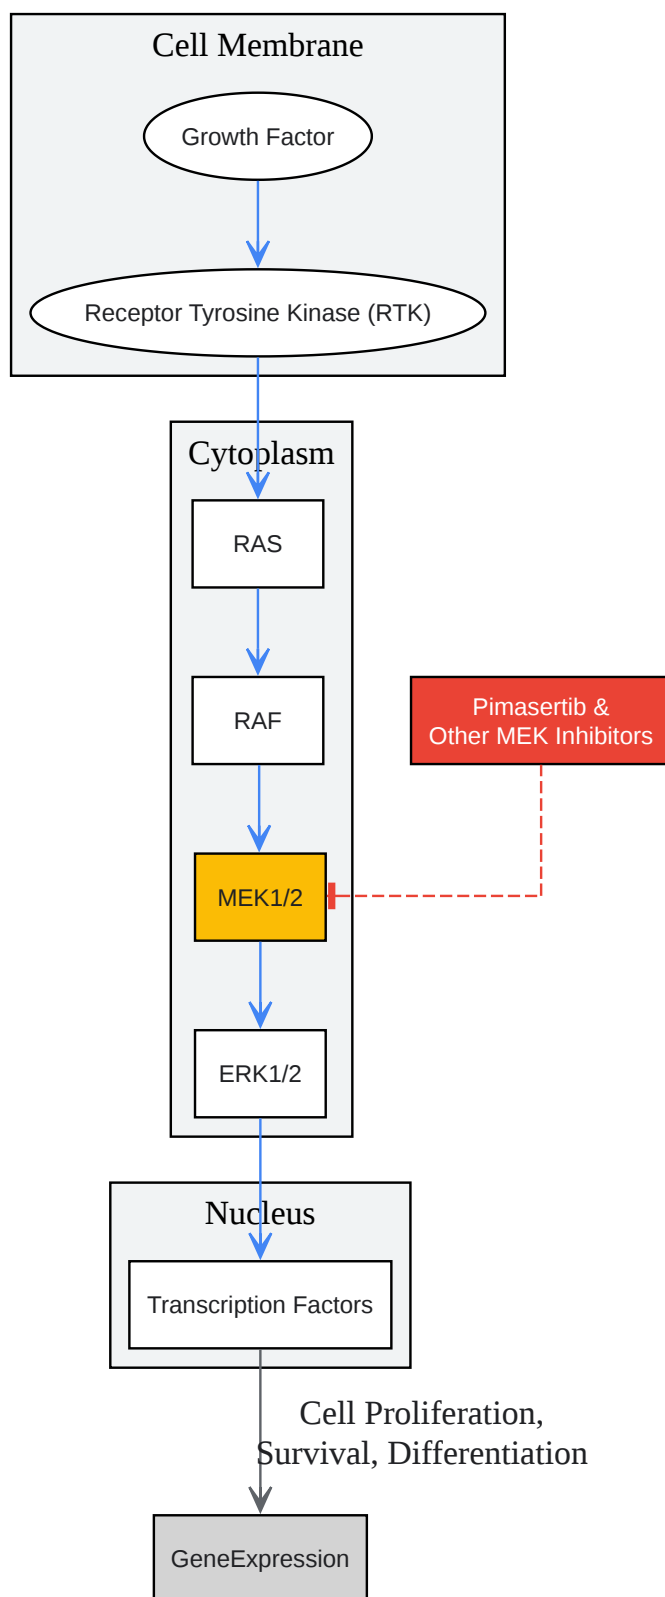 Cell Membrane
Growth Factor
Receptor Tyrosine Kinase (RTK)
Cytoplasm
RAS
RAF
Pimasertib &
Other MEK Inhibitors
MEK1/2
ERK1/2
Nucleus
Transcription Factors
Cell Proliferation,
Survival, Differentiation
GeneExpression